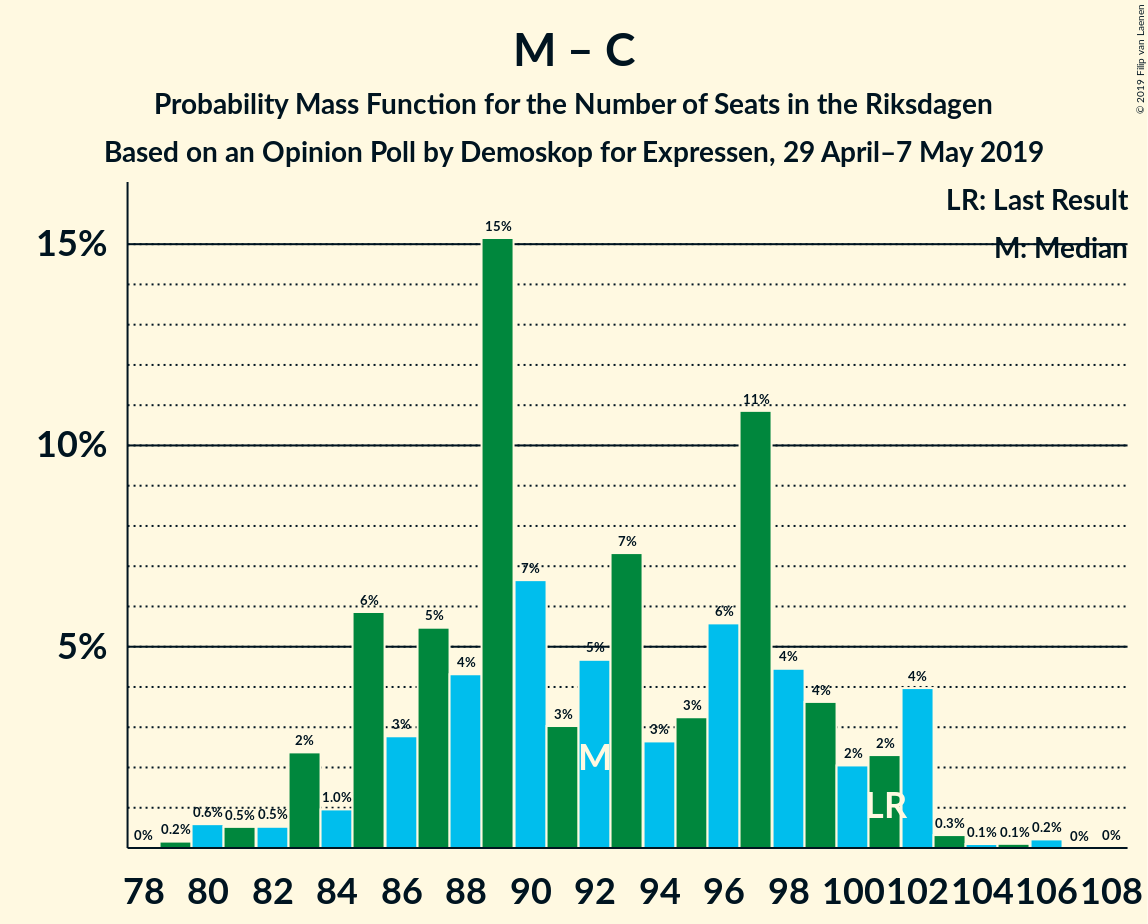 M – C
Probability Mass Function for the Number of Seats in the Riksdagen
Based on an Opinion Poll by Demoskop for Expressen, 29 April–7 May 2019
© 2019 Filip van Laenen
LR: Last Result
M: Median
15%
10%
5%
0% 0.2% 0.6% 0.5% 0.5% 2% 1.0% 6% 3% 5% 4% 15% 7% 3% 5% 7% 3% 3% 6% 11% 4% 4% 2% 2% 4% 0.3% 0.1% 0.1% 0.2% 0% 0%
M
LR
78 80 82 84 86 88 90 92 94 96 98 100 102 104 106 108